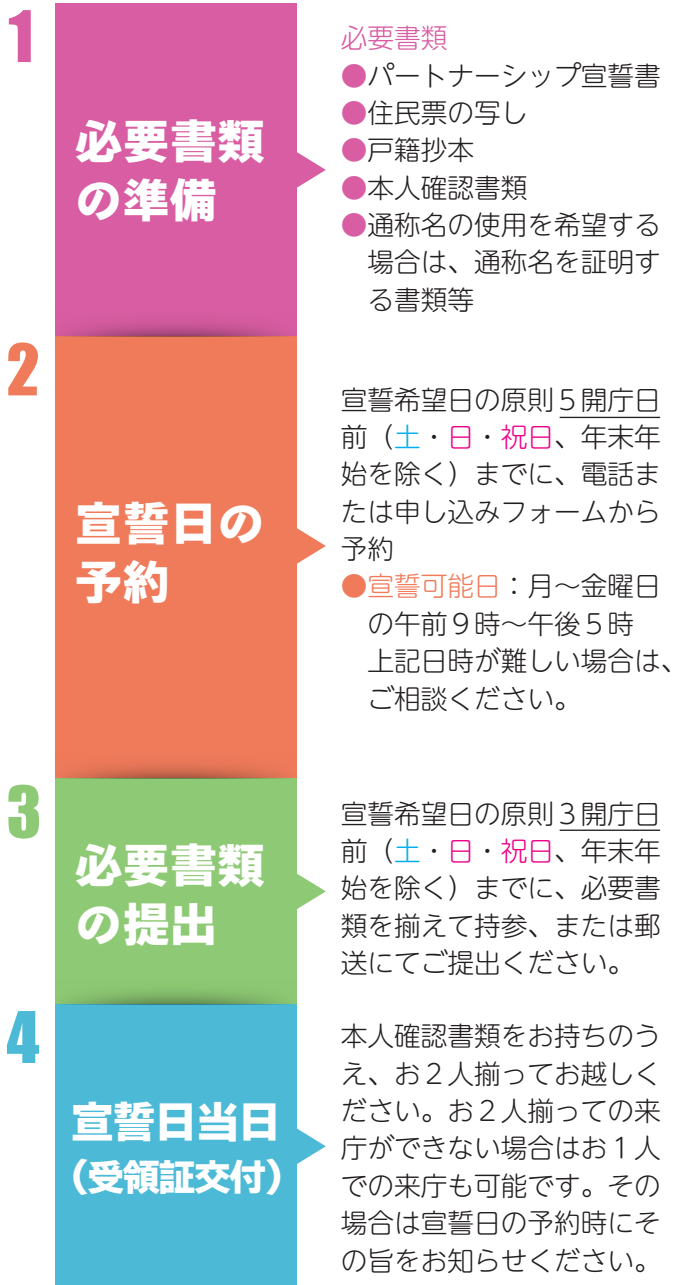 1
必要書類
の準備
必要書類
●パートナーシップ宣誓書
●住民票の写し
●戸籍抄本
●本人確認書類
●通称名の使用を希望する
場合は、通称名を証明す
る書類等
2
宣誓日の
予約
宣誓希望日の原則５開庁日
前（土・日・祝日、年末年
始を除く）までに、電話ま
たは申し込みフォームから
予約
●宣誓可能日：月～金曜日
の午前９時～午後５時
上記日時が難しい場合は、
ご相談ください。
3
必要書類
の提出
宣誓希望日の原則３開庁日
前（土・日・祝日、年末年
始を除く）までに、必要書
類を揃えて持参、または郵
送にてご提出ください。
4
宣誓日当日
（受領証交付）
本人確認書類をお持ちのう
え、お２人揃ってお越しく
ださい。お２人揃っての来
庁ができない場合はお１人
での来庁も可能です。その
場合は宣誓日の予約時にそ
の旨をお知らせください。